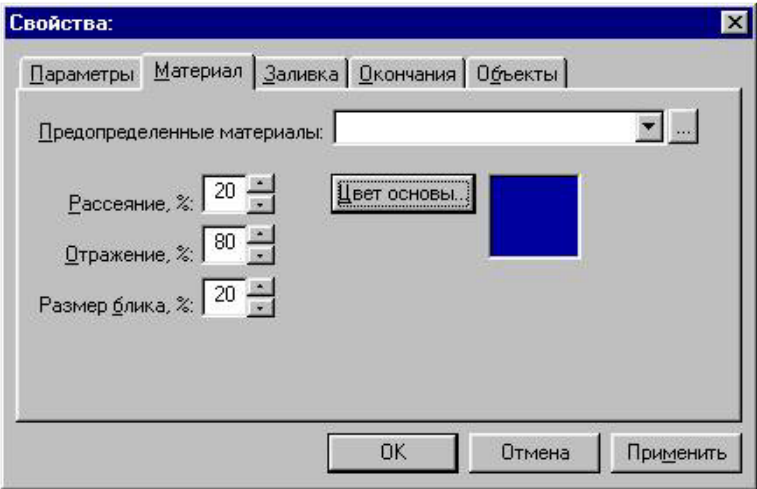 Свойства:
Параметры Материал Заливка Окончания Объекты
Предопределенные материалы: ...
Рассеяние, %: 20 Цвет основы...
Отражение, %: 80
Размер блика, %: 20
OK Отмена Применить